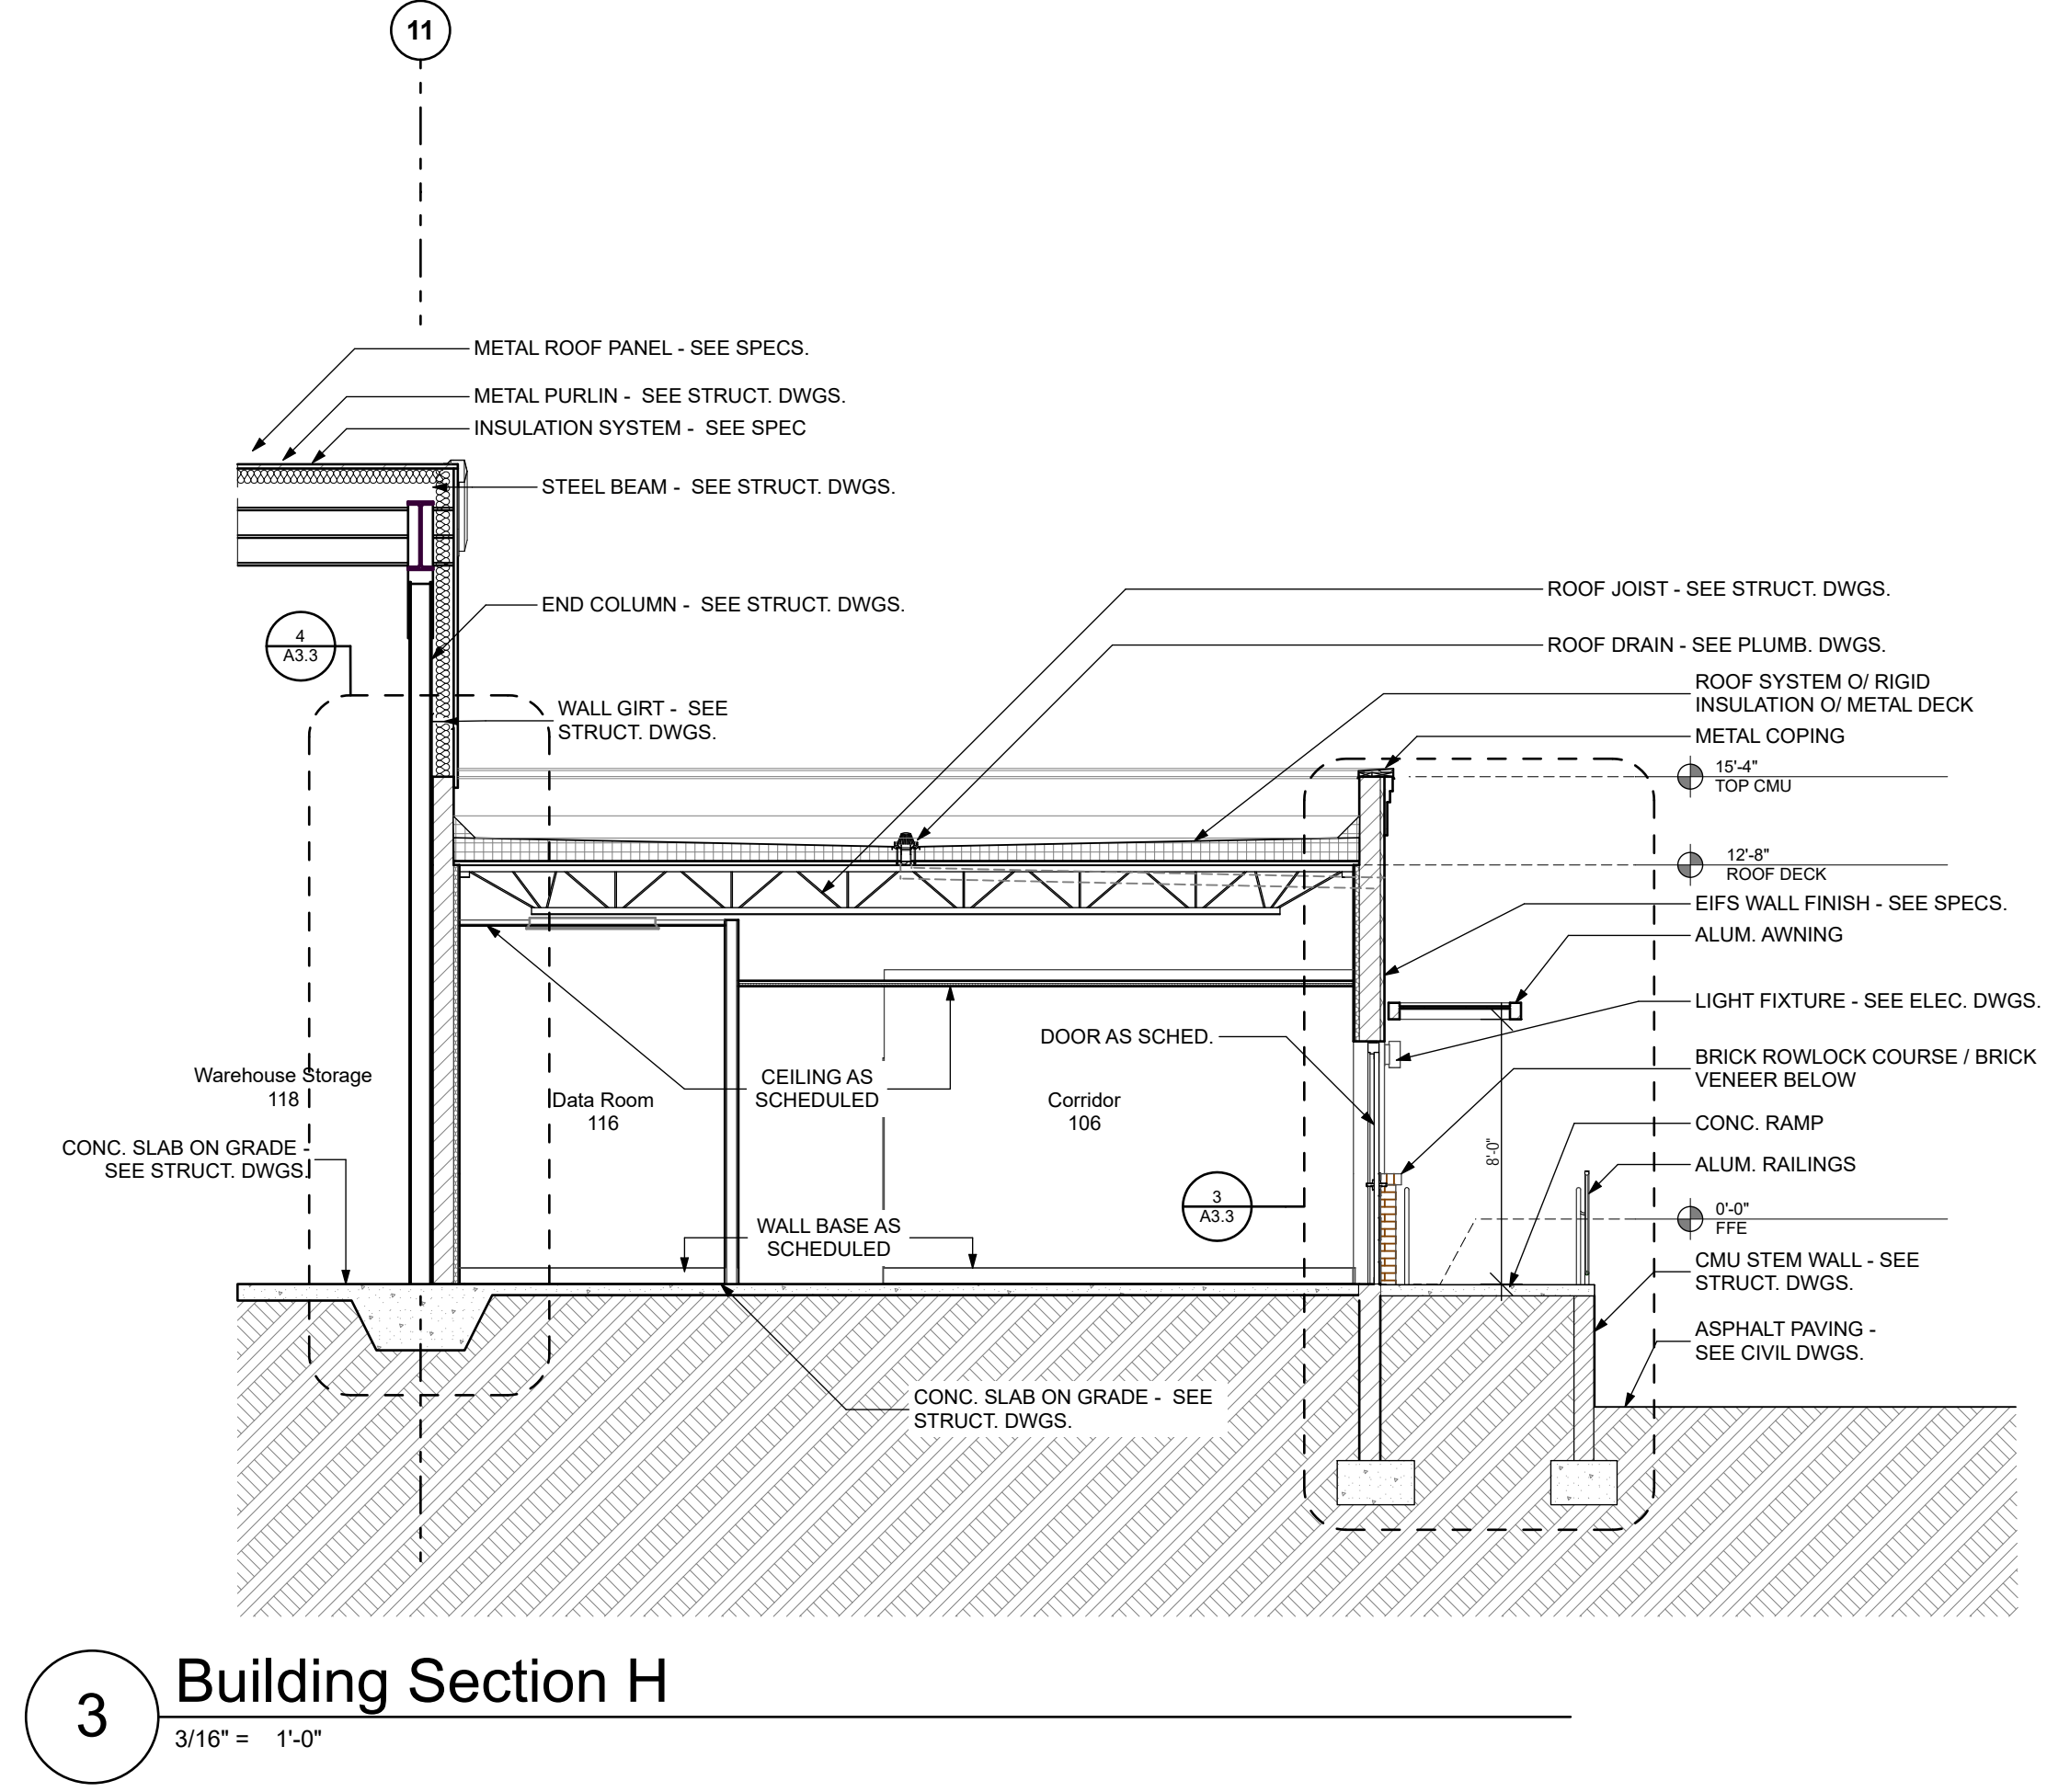 11
METAL ROOF PANEL - SEE SPECS.
METAL PURLIN - SEE STRUCT. DWGS.
INSULATION SYSTEM - SEE SPEC
STEEL BEAM - SEE STRUCT. DWGS.
END COLUMN - SEE STRUCT. DWGS.
4
A3.3
WALL GIRT - SEE
STRUCT. DWGS.
ROOF JOIST - SEE STRUCT. DWGS.
ROOF DRAIN - SEE PLUMB. DWGS.
ROOF SYSTEM O/ RIGID
INSULATION O/ METAL DECK
METAL COPING
15'-4"
TOP CMU
12'-8"
ROOF DECK
EIFS WALL FINISH - SEE SPECS.
ALUM. AWNING
LIGHT FIXTURE - SEE ELEC. DWGS.
DOOR AS SCHED.
BRICK ROWLOCK COURSE / BRICK
VENEER BELOW
Warehouse Storage
118
CEILING AS
SCHEDULED
Data Room
116
Corridor
106
CONC. RAMP
8'-0"
CONC. SLAB ON GRADE -
SEE STRUCT. DWGS.
ALUM. RAILINGS
3
A3.3
0'-0"
FFE
WALL BASE AS
SCHEDULED
CMU STEM WALL - SEE
STRUCT. DWGS.
ASPHALT PAVING -
SEE CIVIL DWGS.
CONC. SLAB ON GRADE - SEE
STRUCT. DWGS.
3
Building Section H
3/16" = 1'-0"